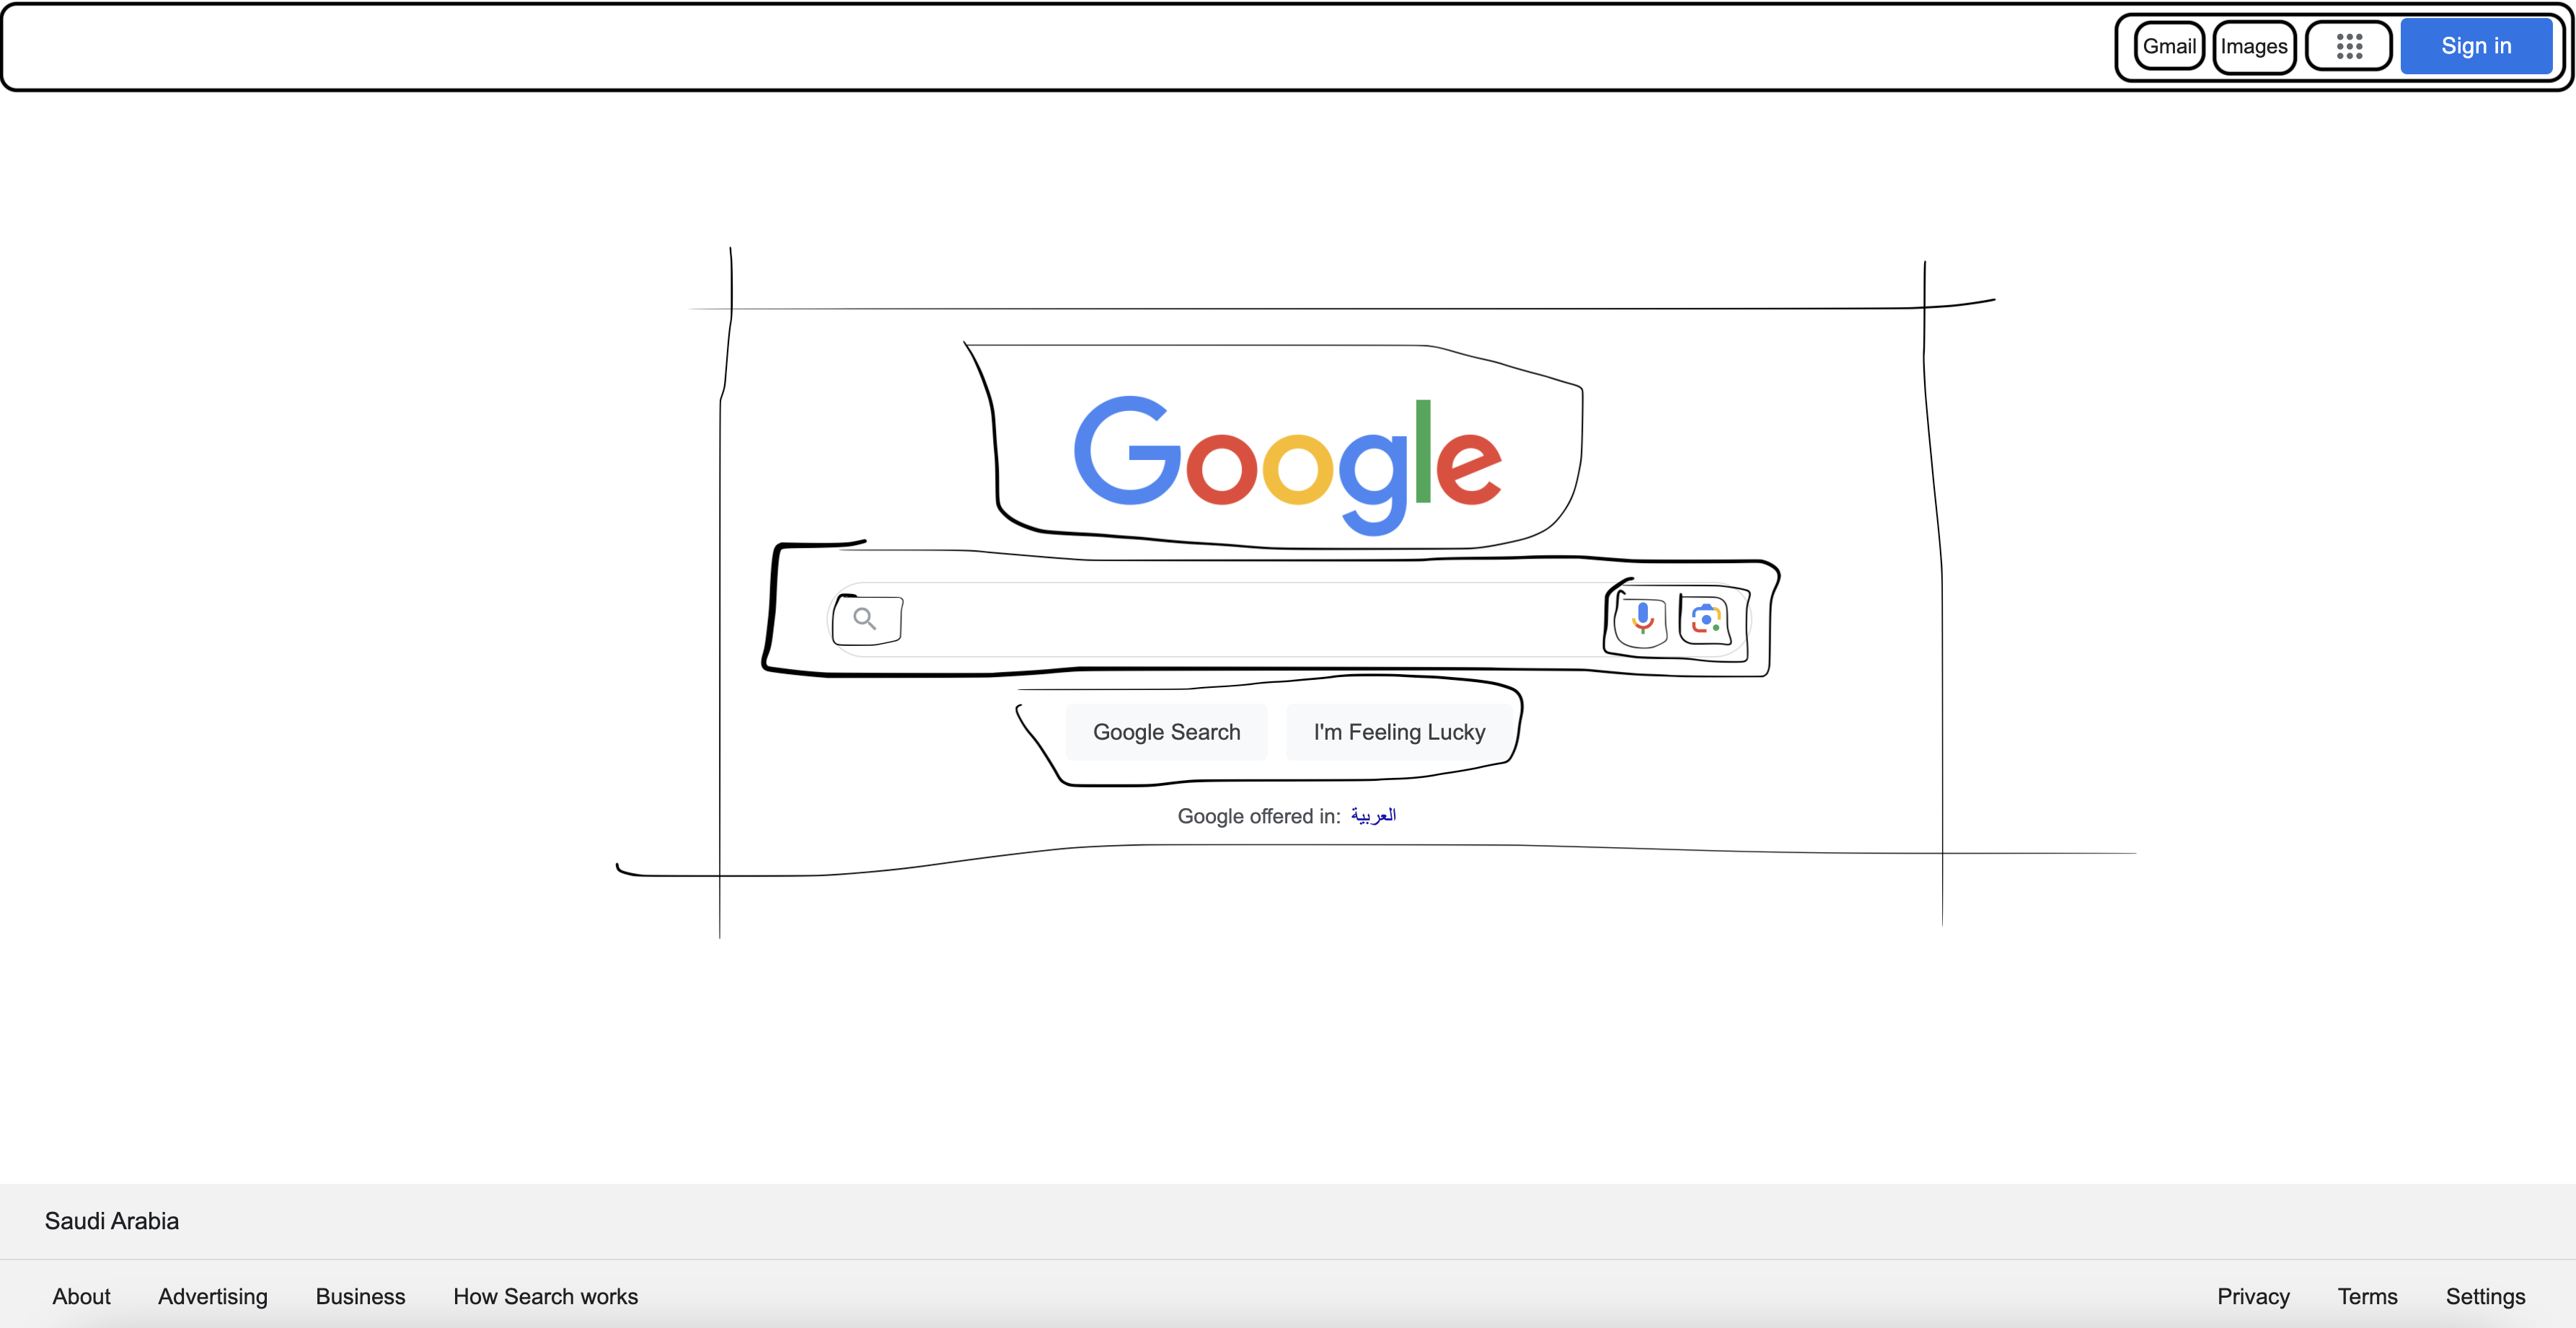 Gmail Images Sign in
Google
Google Search I'm Feeling Lucky
Google offered in: العربية
Saudi Arabia
About Advertising Business How Search works Privacy Terms Settings